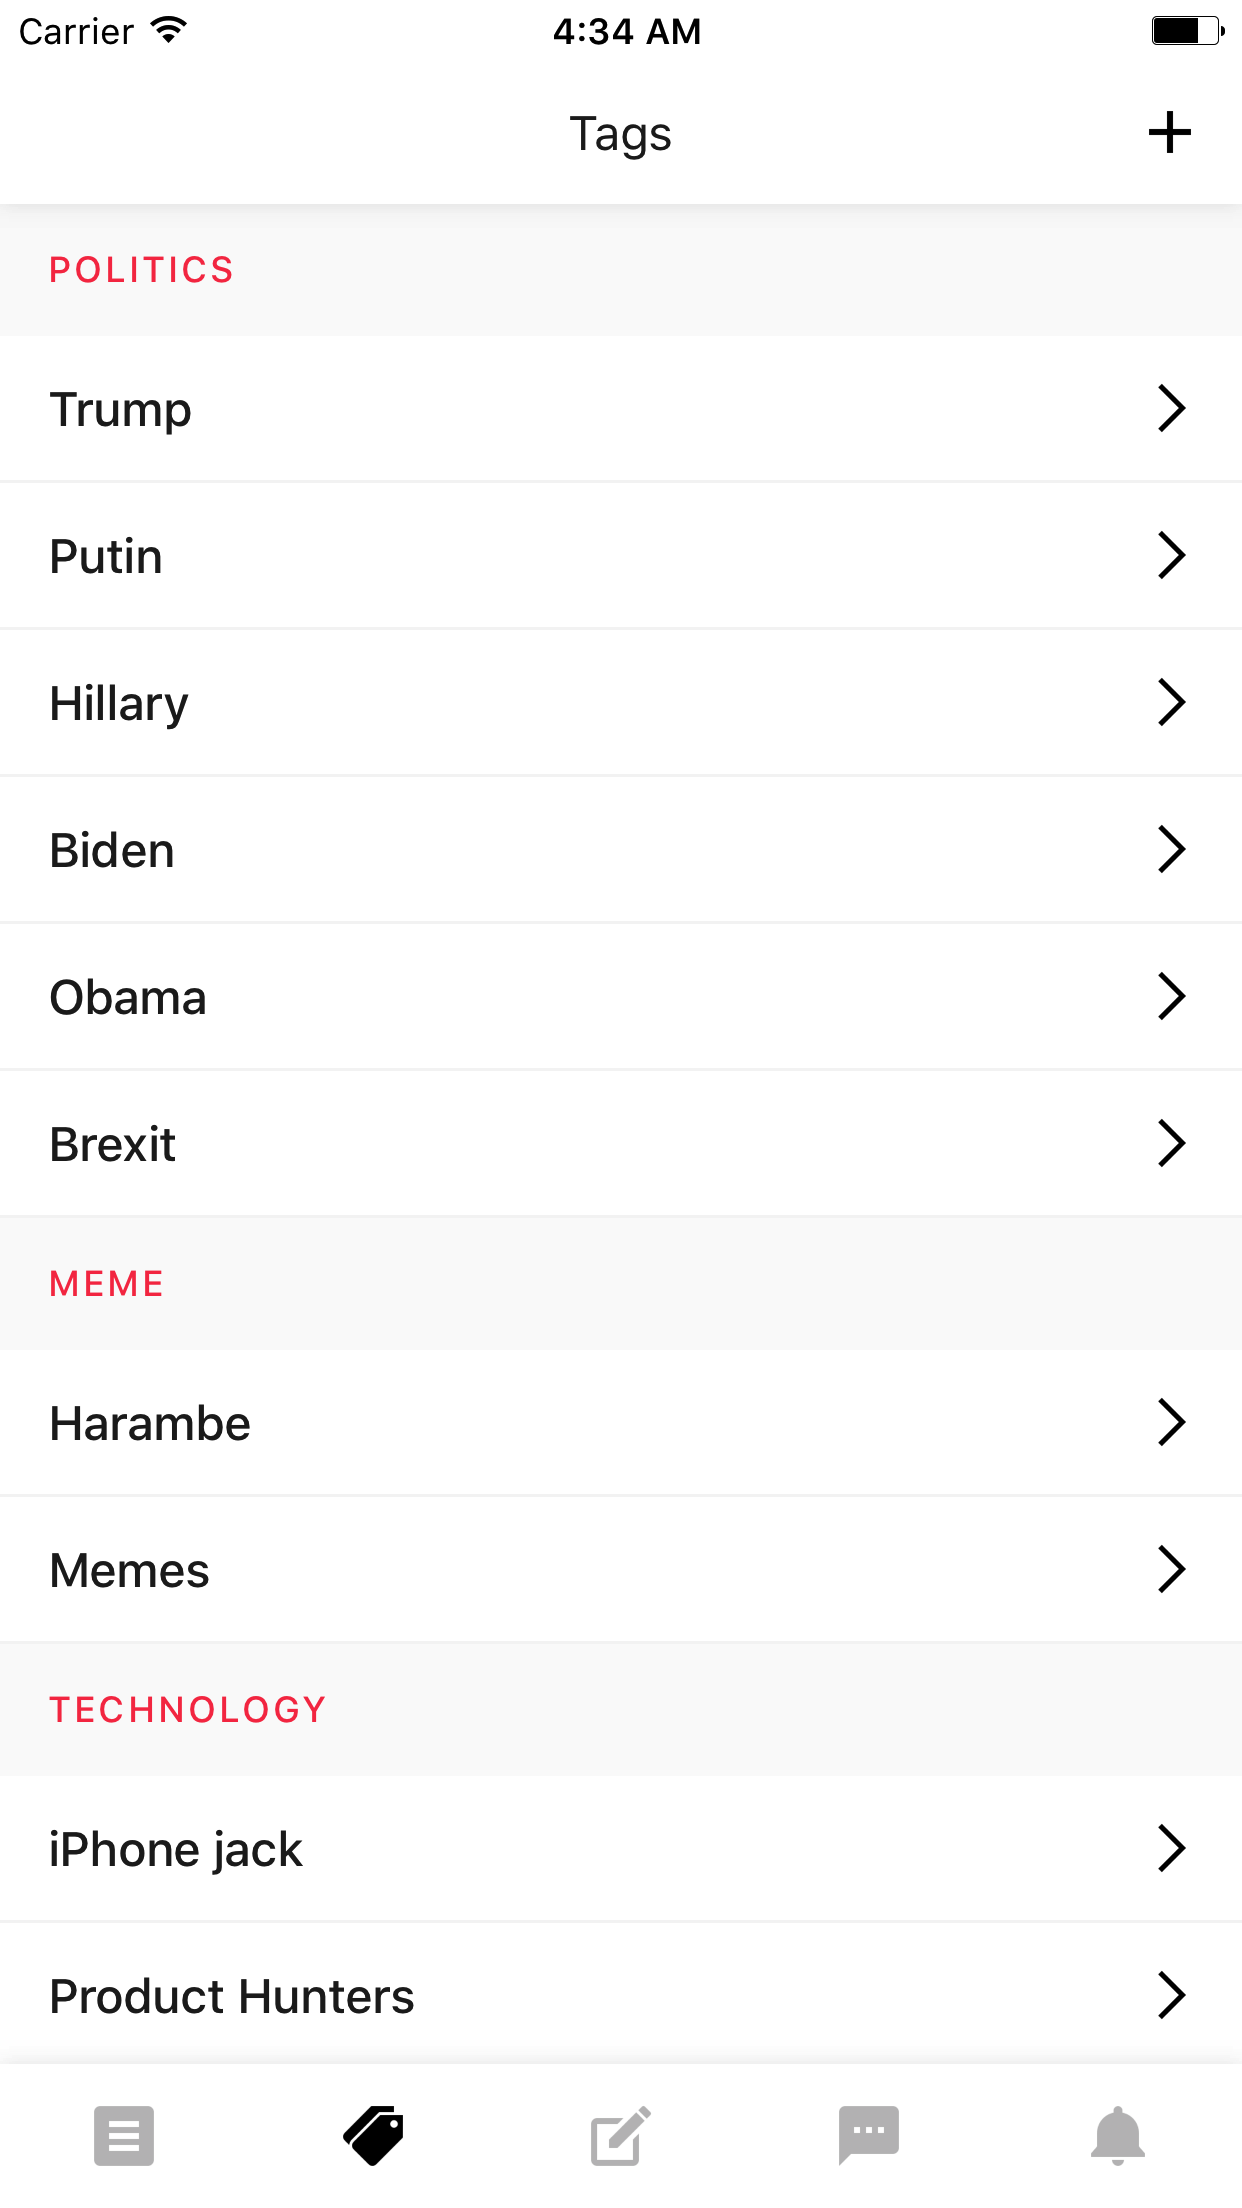 Carrier 4:34 AM
Tags
POLITICS
Trump
Putin
Hillary
Biden
Obama
Brexit
MEME
Harambe
Memes
TECHNOLOGY
iPhone jack
Product Hunters